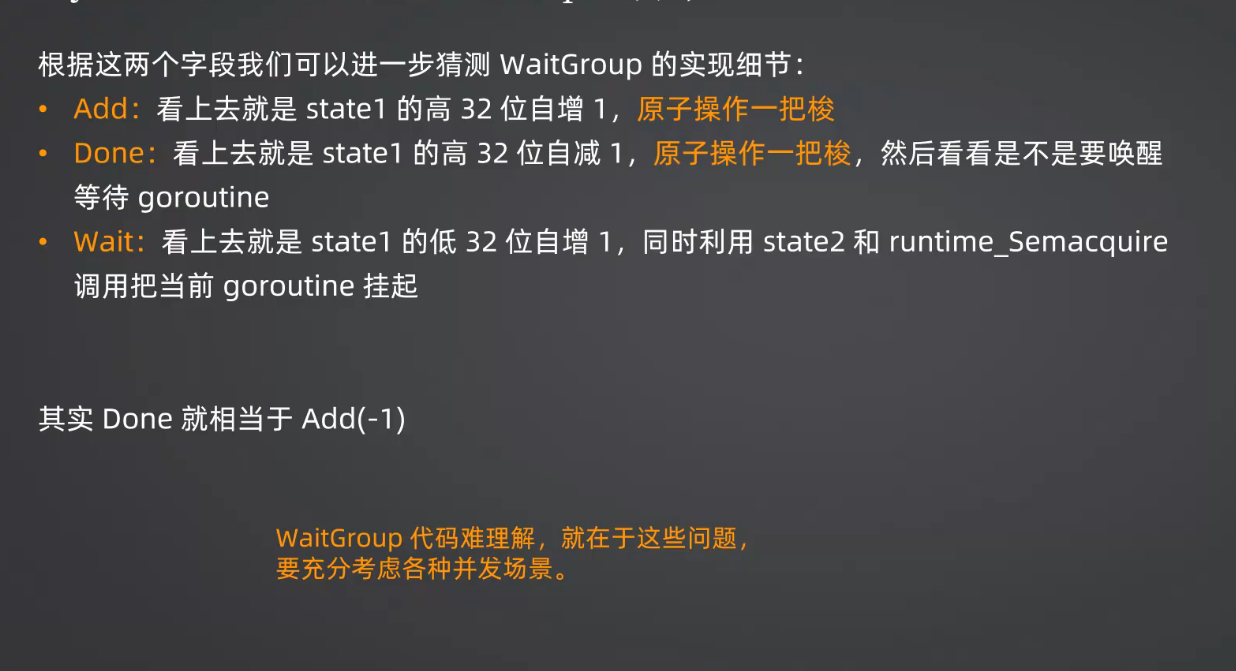 根据这两个字段我们可以进一步猜测 WaitGroup 的实现细节：
• Add：看上去就是 state1 的高 32 位自增 1，原子操作一把梭
• Done：看上去就是 state1 的高 32 位自减 1，原子操作一把梭，然后看看是不是要唤醒
等待 goroutine
• Wait：看上去就是 state1 的低 32 位自增 1，同时利用 state2 和 runtime_Semacquire
调用把当前 goroutine 挂起
其实 Done 就相当于 Add(-1)
WaitGroup 代码难理解，就在于这些问题，
要充分考虑各种并发场景。